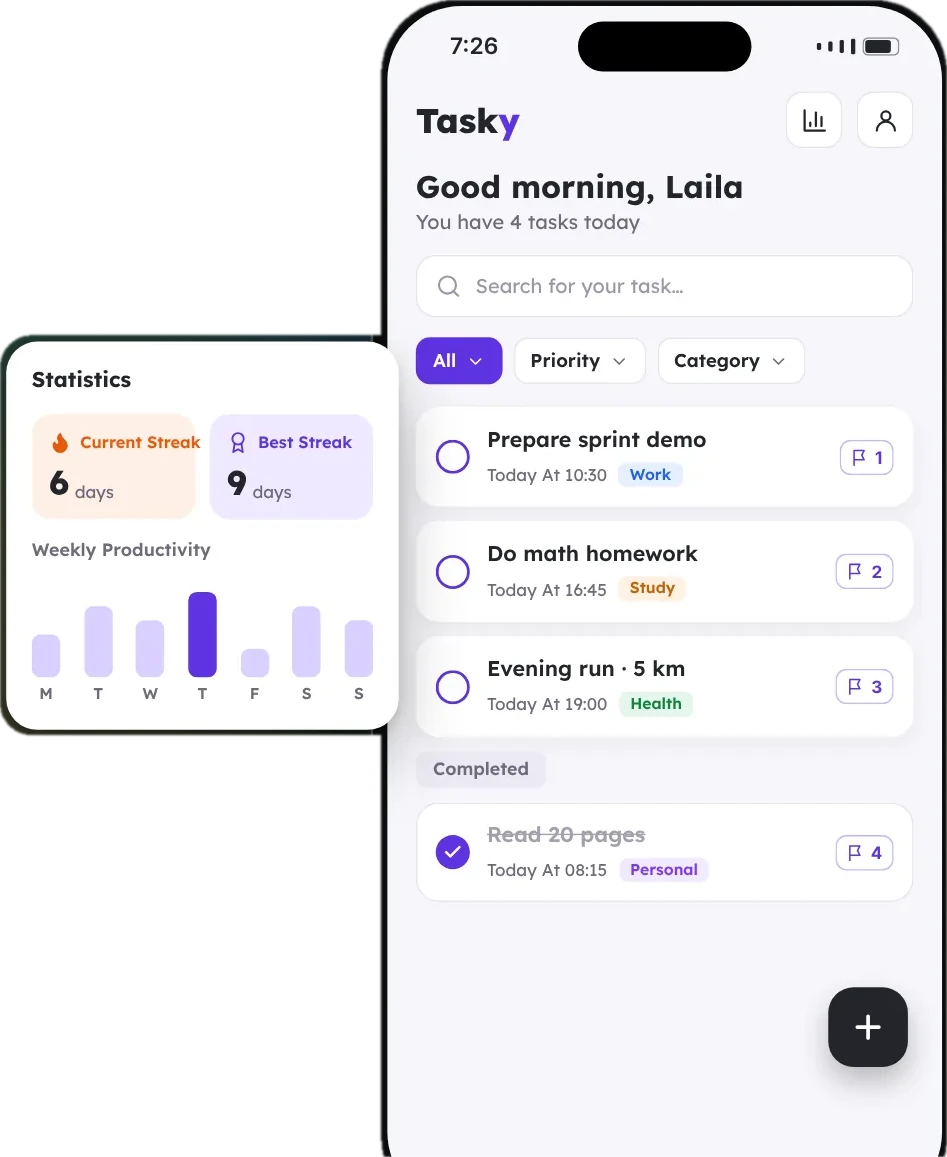 7:26
Tasky
Good morning, Laila
You have 4 tasks today
Search for your task...
All
Priority
Category
Prepare sprint demo
Today At 10:30
Work
1
Do math homework
Today At 16:45
Study
2
Evening run · 5 km
Today At 19:00
Health
3
Completed
Read 20 pages
Today At 08:15
Personal
4
Statistics
Current Streak
6 days
Best Streak
9 days
Weekly Productivity
M T W T F S S